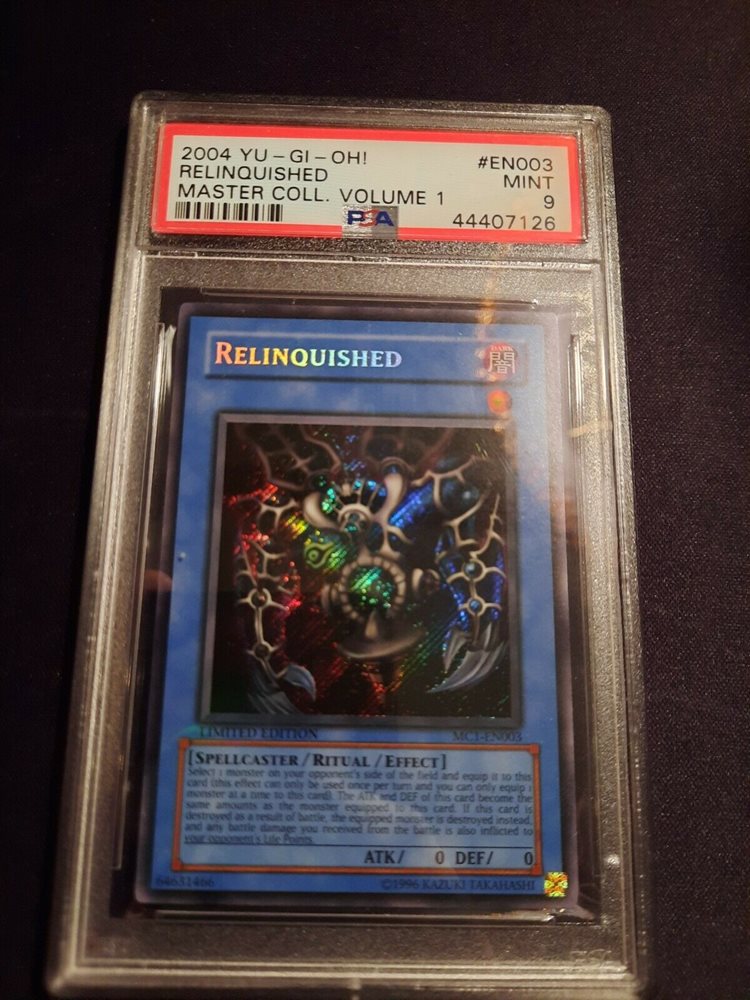 2004 YU-GI-OH! #EN003
RELINQUISHED MINT
MASTER COLL. VOLUME 1 9
PSA 44407126
RELINQUISHED
DARK
闇
LIMITED EDITION MC1-EN003
[SPELLCASTER / RITUAL / EFFECT]
Select 1 monster on your opponent's side of the field and equip it to this
card (this effect can only be used once per turn and you can only equip 1
monster at a time to this card). The ATK and DEF of this card become the
same amounts as the monster equipped to this card. If this card is
destroyed as a result of battle, the equipped monster is destroyed instead,
and any battle damage you received from the battle is also inflicted to
your opponent's Life Points.
ATK/ 0 DEF/ 0
64631466 ©1996 KAZUKI TAKAHASHI